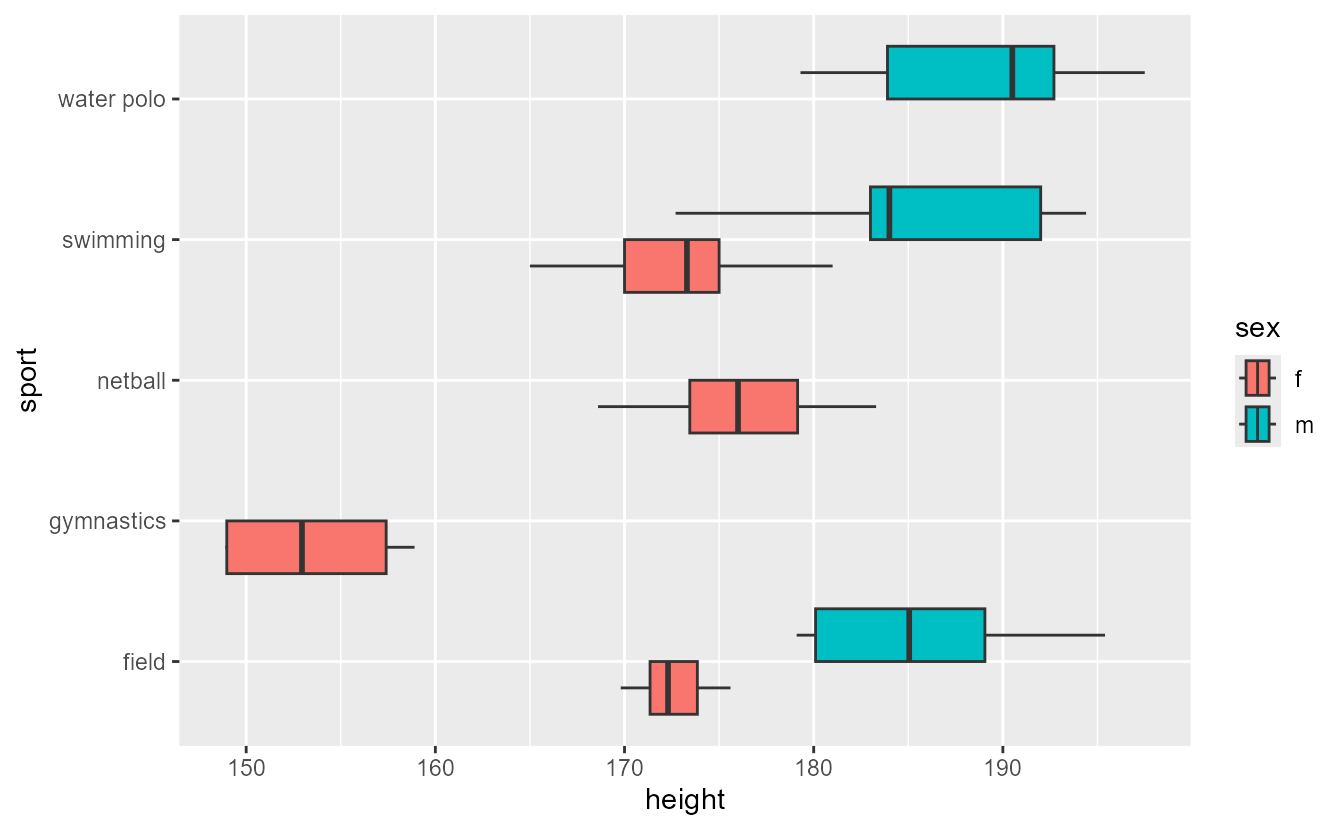 water polo
swimming
netball
gymnastics
field
sport
150 160 170 180 190
height
sex
f
m